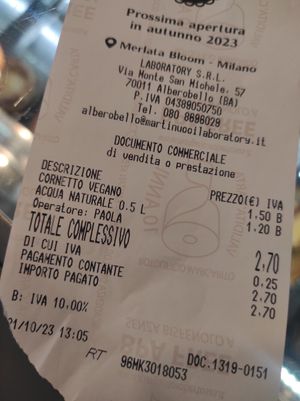 Prossima apertura
in autunno 2023
Merlata Bloom - Milano
LABORATORY S.R.L.
Via Monte San Michele, 57
70011 Alberobello (BA)
P.IVA 04389050750
Tel. 080 8698028
alberobello@martinuccilaboratory.it
DOCUMENTO COMMERCIALE
di vendita o prestazione
DESCRIZIONE PREZZO(€) IVA
CORNETTO VEGANO 1,50 B
ACQUA NATURALE 0.5 L 1,20 B
Operatore: PAOLA
TOTALE COMPLESSIVO 2,70
DI CUI IVA 0,25
PAGAMENTO CONTANTE 2,70
IMPORTO PAGATO 2,70
B: IVA 10,00%
21/10/23 13:05 DOC.1319-0151
RT 96MK3018053